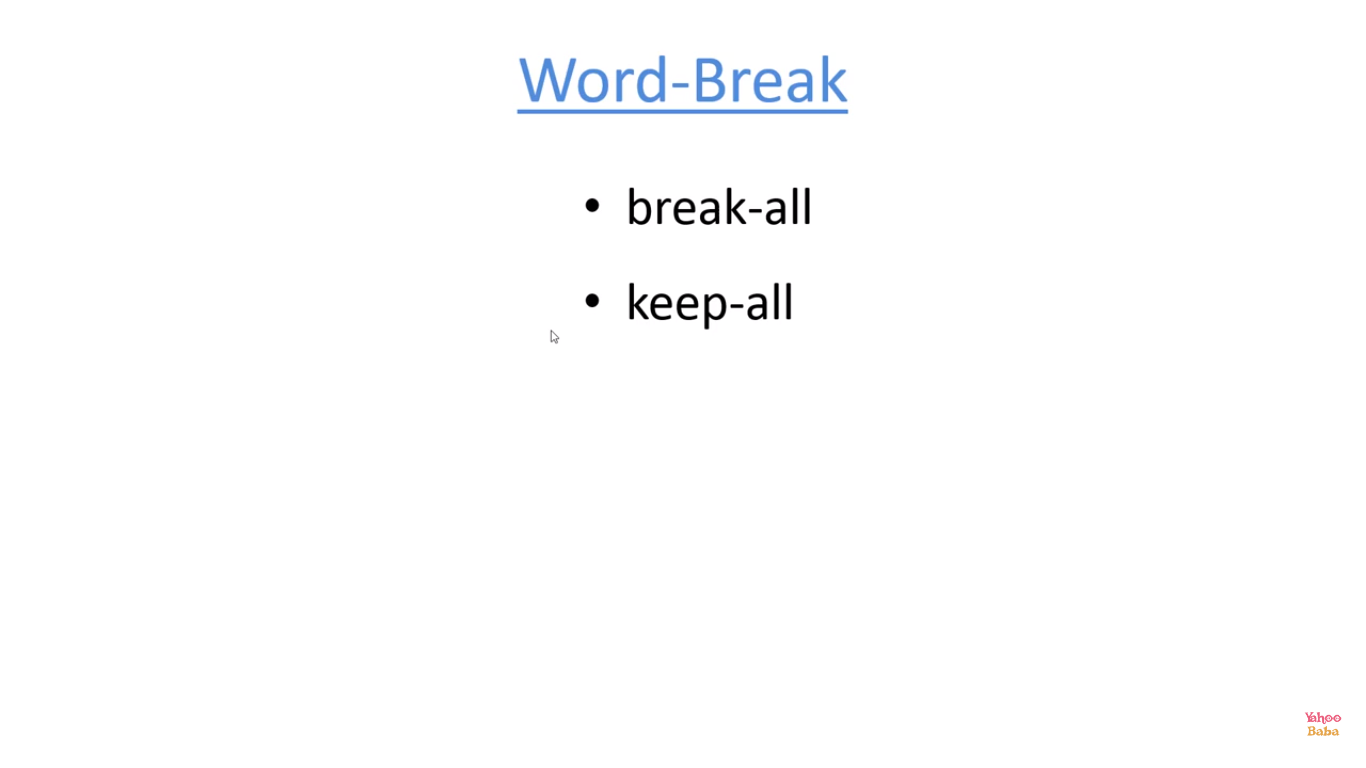 Word-Break
• break-all
• keep-all
Yahoo
Baba